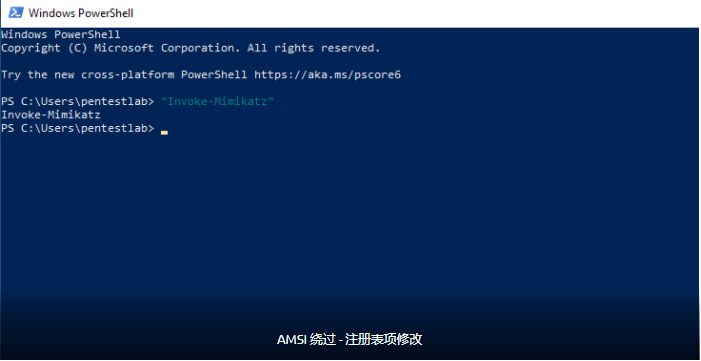 Windows PowerShell
Windows PowerShell
Copyright (C) Microsoft Corporation. All rights reserved.
Try the new cross-platform PowerShell https://aka.ms/pscore6
PS C:\Users\pentestlab> "Invoke-Mimikatz"
Invoke-Mimikatz
PS C:\Users\pentestlab>
AMSI 绕过 - 注册表项修改